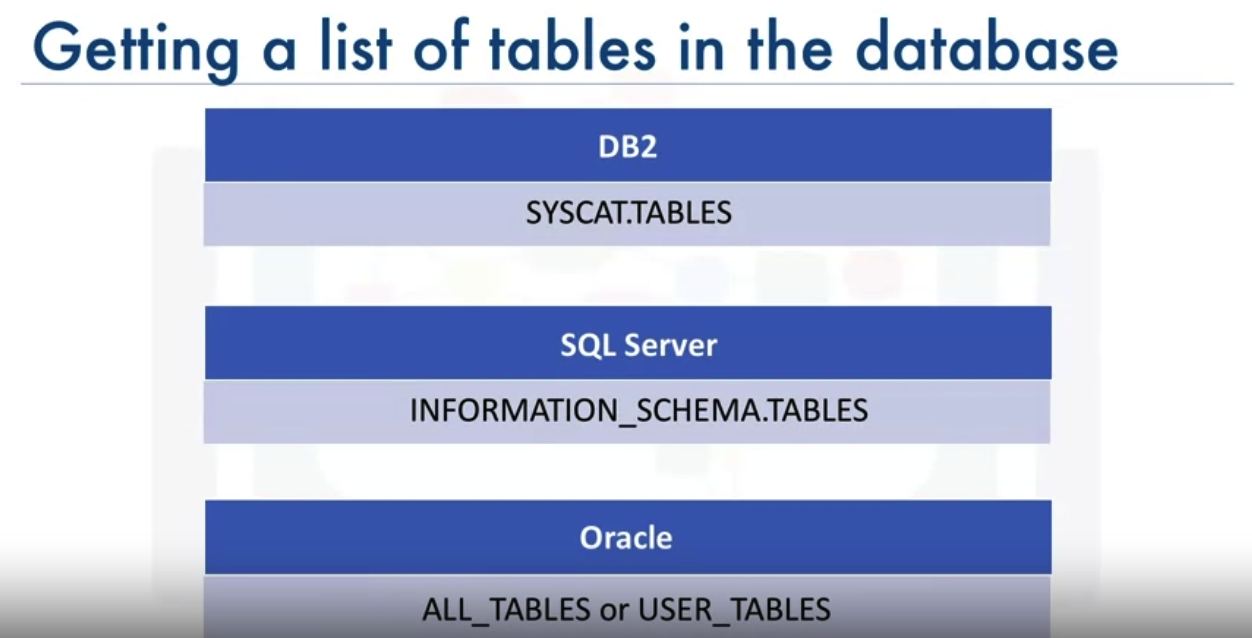 Getting a list of tables in the database
DB2
SYSCAT.TABLES
SQL Server
INFORMATION_SCHEMA.TABLES
Oracle
ALL_TABLES or USER_TABLES